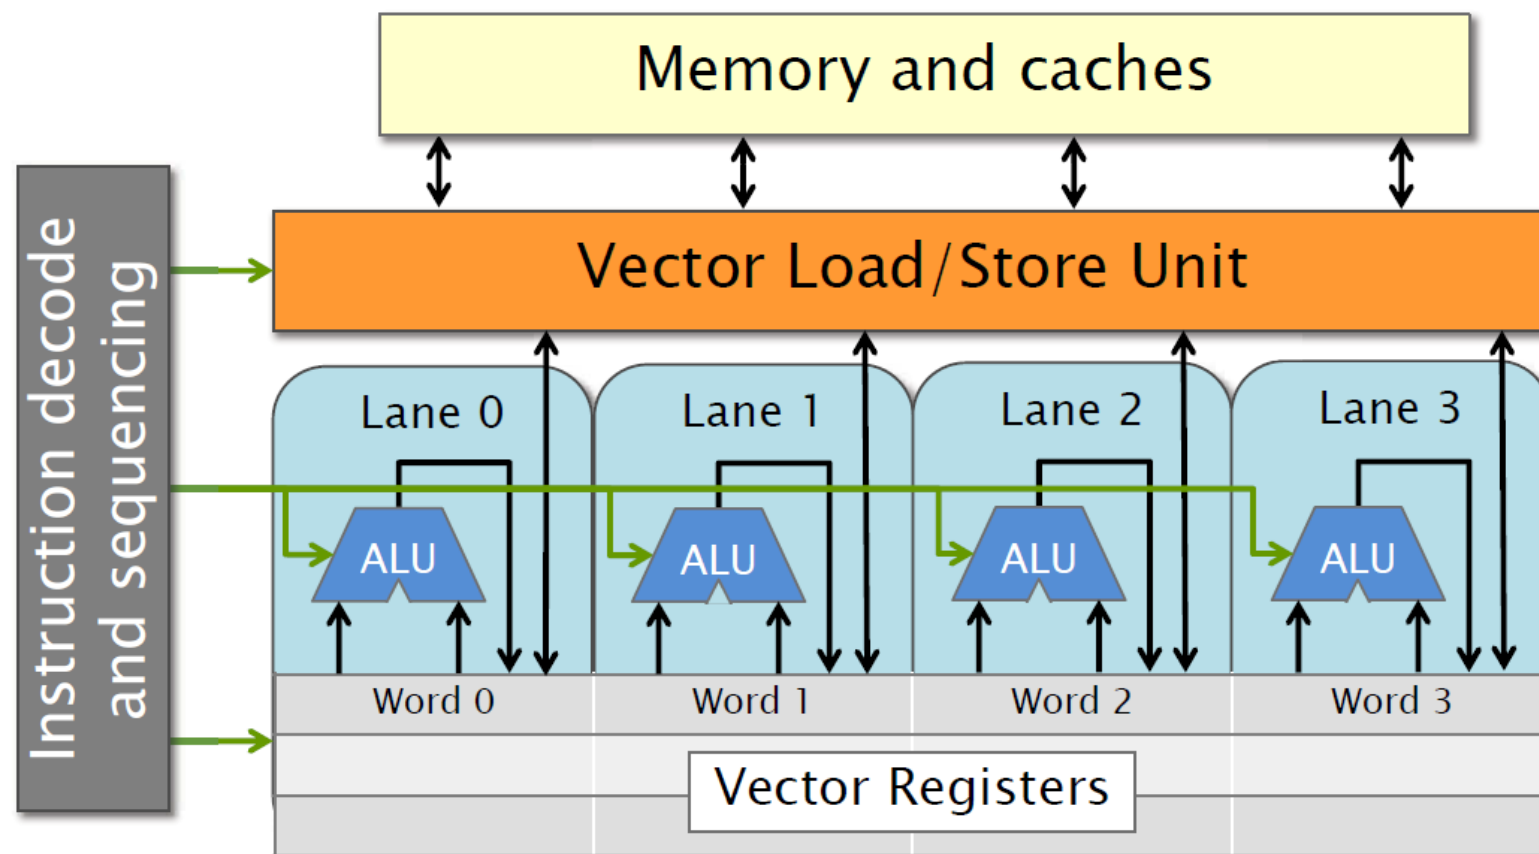 Memory and caches
Instruction decode
and sequencing
Vector Load/Store Unit
Lane 0
Lane 1
Lane 2
Lane 3
ALU
ALU
ALU
ALU
Word 0
Word 1
Word 2
Word 3
Vector Registers